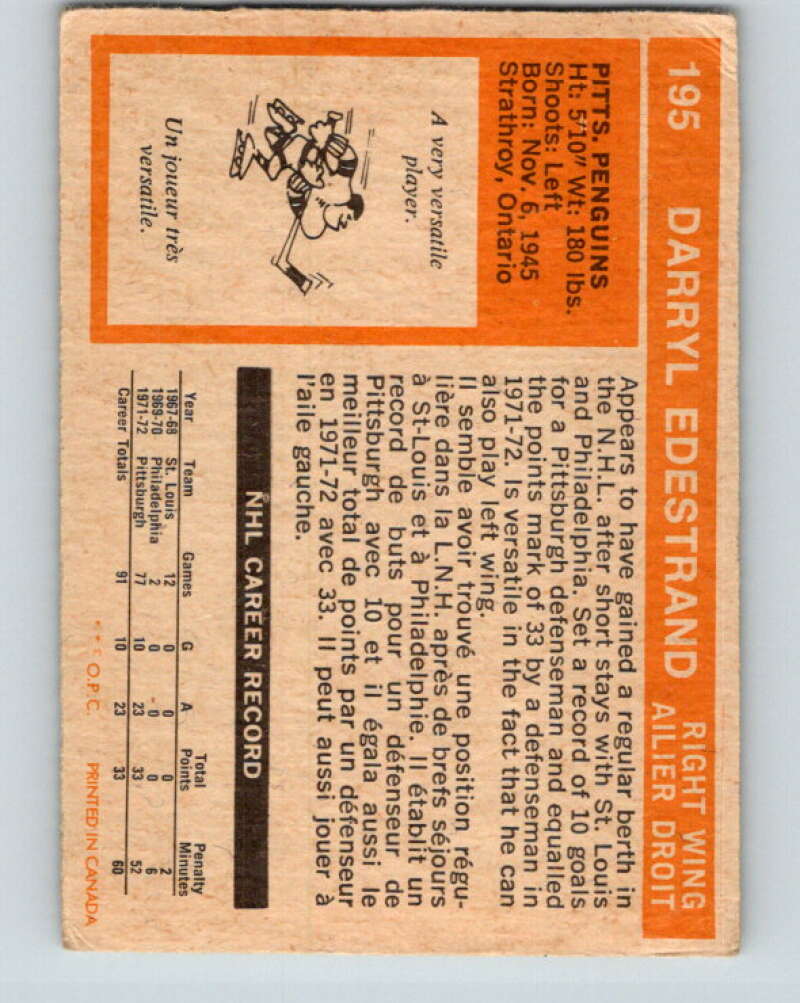 195 DARRYL EDESTRAND RIGHT WING
AILIER DROIT
PITTS. PENGUINS
Ht: 5'10" Wt: 180 lbs.
Shoots: Left
Born: Nov. 6, 1945
Strathroy, Ontario
A very versatile
player.
Un joueur très
versatile.
Appears to have gained a regular berth in
the N.H.L. after short stays with St. Louis
and Philadelphia. Set a record of 10 goals
for a Pittsburgh defenseman and equalled
the points mark of 33 by a defenseman in
1971-72. Is versatile in the fact that he can
also play left wing.
Il semble avoir trouvé une position régu-
lière dans la L.N.H. après de brefs séjours
à St-Louis et à Philadelphie. Il établit un
record de buts pour un défenseur de
Pittsburgh avec 10 et il égala aussi le
meilleur total de points par un défenseur
en 1971-72 avec 33. Il peut aussi jouer à
l'aile gauche.
NHL CAREER RECORD
Year Team Games G A Total Points Penalty Minutes
1967-68 St. Louis 12 0 0 0 2
1969-70 Philadelphia 2 0 0 0 6
1971-72 Pittsburgh 77 10 23 33 52
Career Totals 91 10 23 33 60
O.P.C. PRINTED IN CANADA